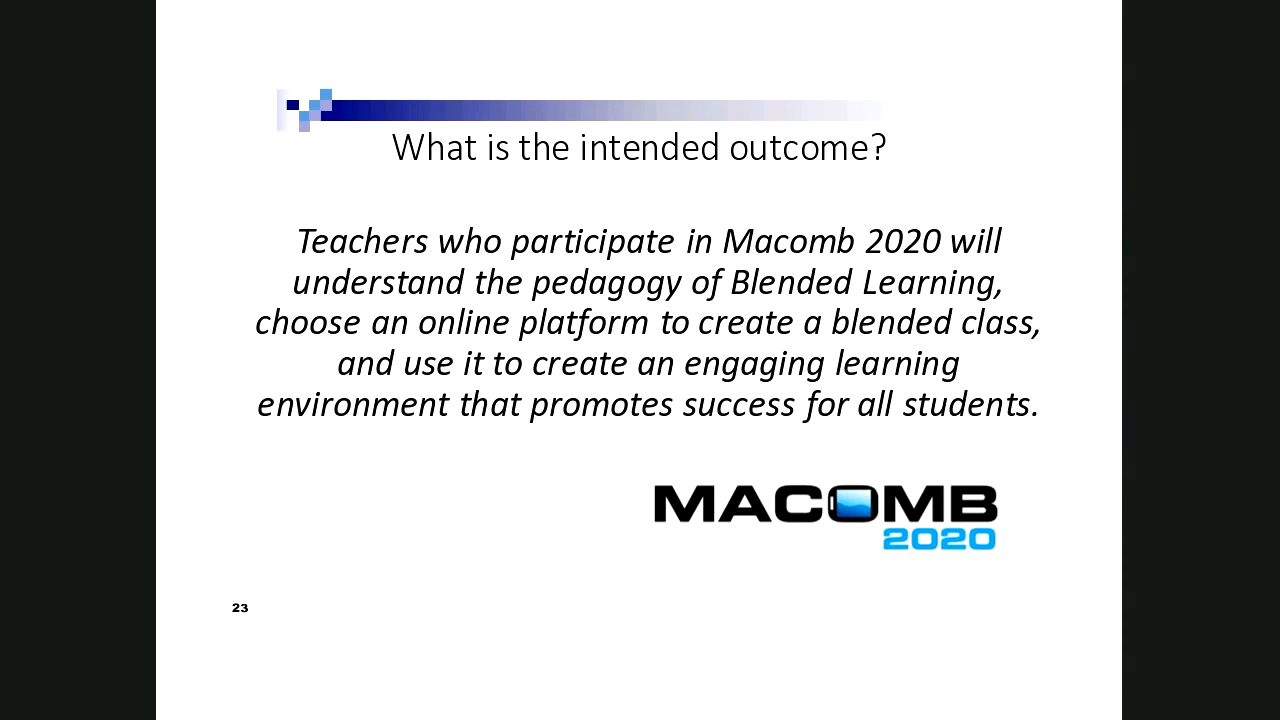 What is the intended outcome?
Teachers who participate in Macomb 2020 will
understand the pedagogy of Blended Learning,
choose an online platform to create a blended class,
and use it to create an engaging learning
environment that promotes success for all students.
MACOMB
2020
23